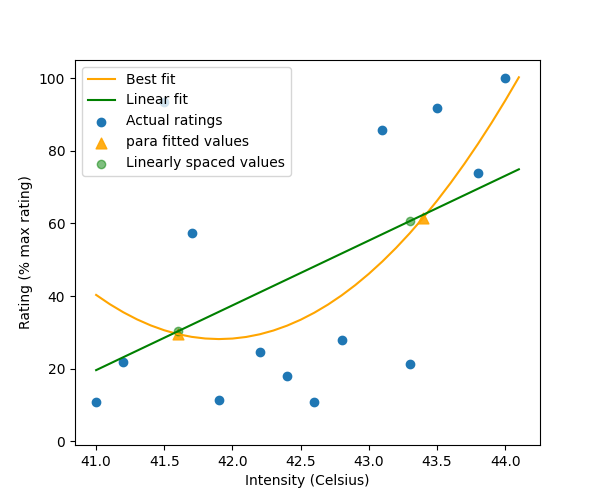 Best fit
Linear fit
Actual ratings
para fitted values
Linearly spaced values
100
80
60
40
20
0
Rating (% max rating)
41.0 41.5 42.0 42.5 43.0 43.5 44.0
Intensity (Celsius)